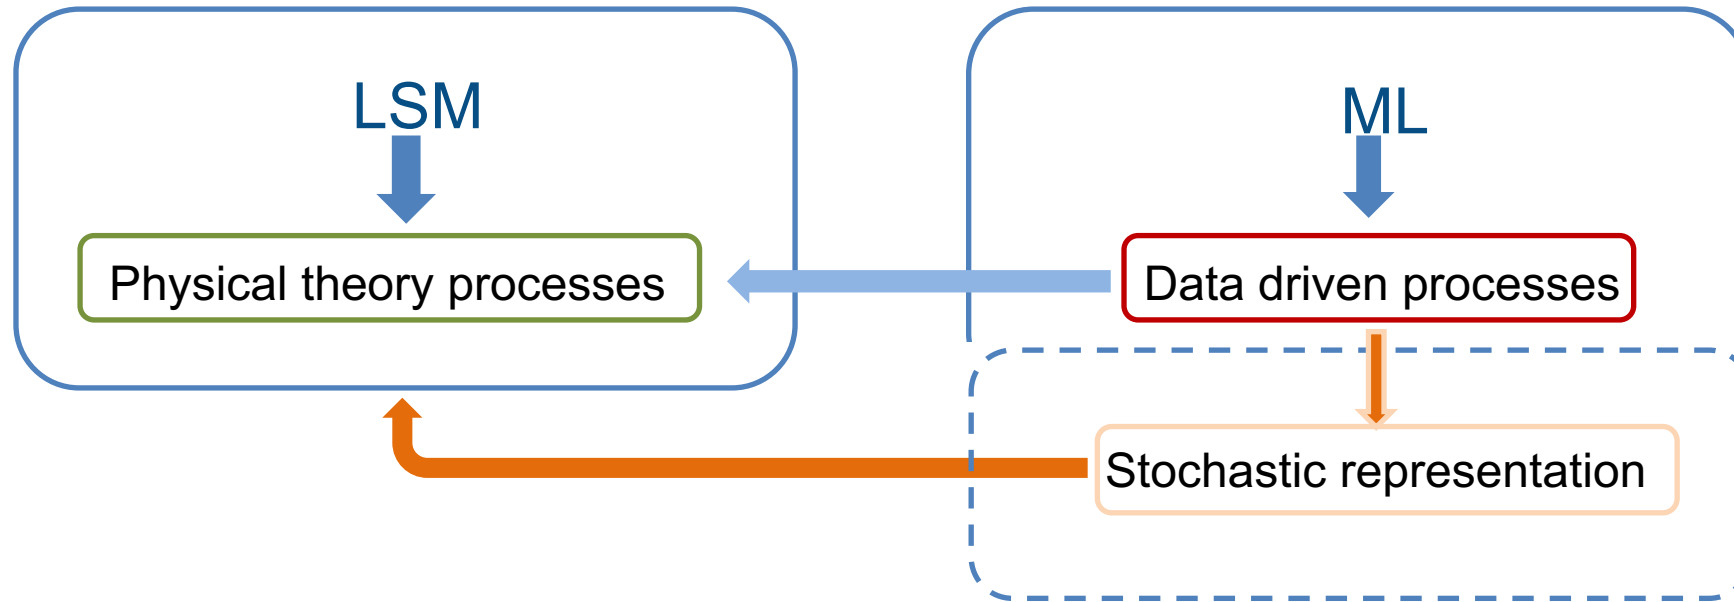 LSM
ML
Physical theory processes
Data driven processes
Stochastic representation